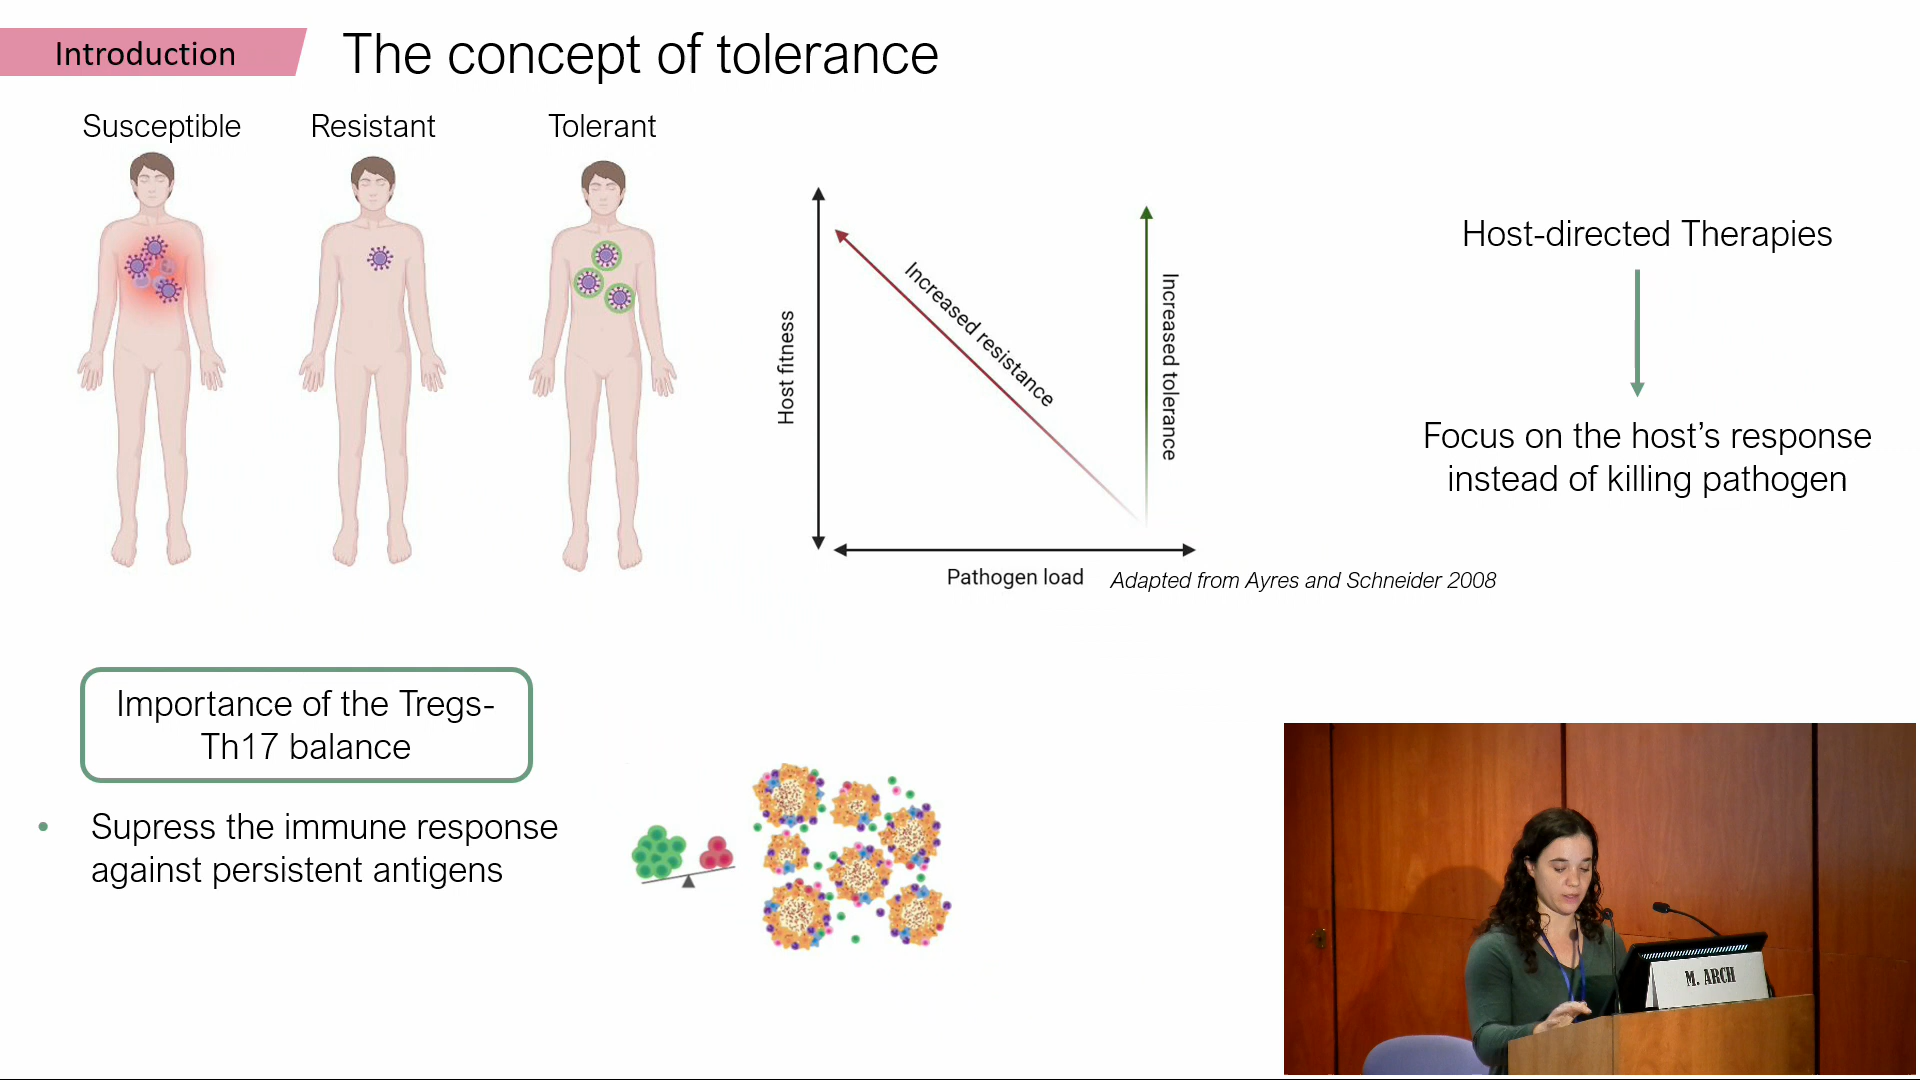 Introduction
The concept of tolerance
Susceptible
Resistant
Tolerant
Host fitness
Increased resistance
Increased tolerance
Pathogen load
Adapted from Ayres and Schneider 2008
Host-directed Therapies
Focus on the host’s response
instead of killing pathogen
Importance of the Tregs-
Th17 balance
• Supress the immune response
against persistent antigens
M. ARCH